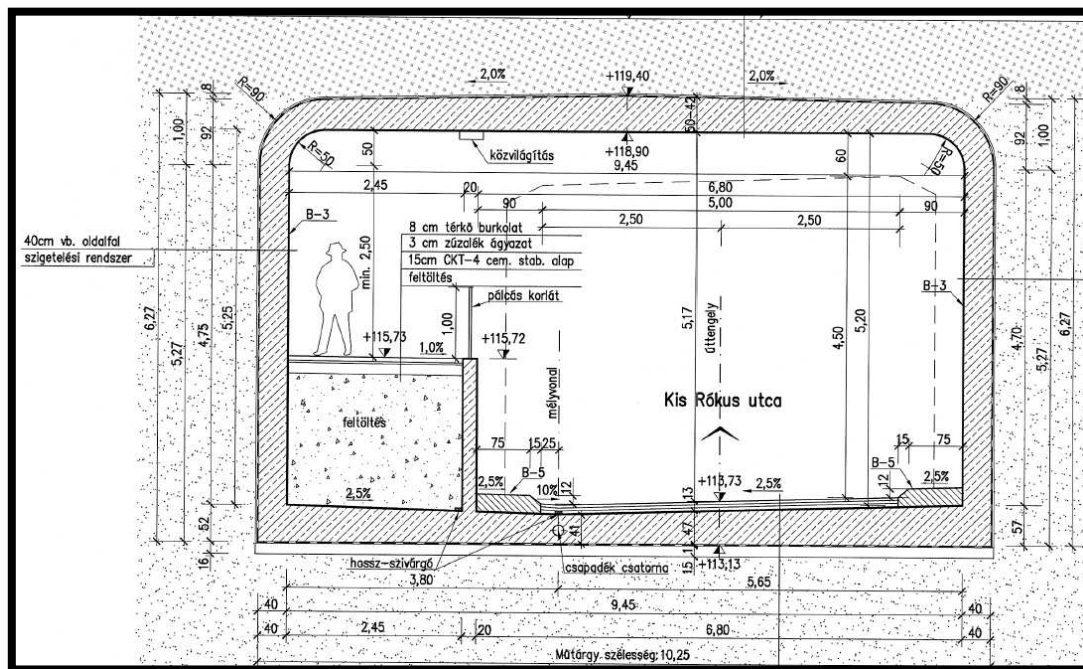 2,0%
+119,40
2,0%
R=90
R=90
8
8
1,00
92
50
R=50
50-42
közvilágítás
+118,90
9,45
60
R=50
92
1,00
2,45
20
6,80
90
5,00
90
2,50
2,50
B-3
8 cm térkő burkolat
3 cm zúzalék ágyazat
15cm CKT-4 cem. stab. alap
feltöltés
40cm vb. oldalfal
szigetelési rendszer
min. 2,50
pálcás korlát
B-3
6,27
5,27
4,75
5,25
1,00
5,17
úttengely
4,50
5,20
4,70
5,27
6,27
+115,73
1,0%
+115,72
mélyvonal
Kis Rókus utca
feltöltés
75
15
25
15
75
B-5
B-5
2,5%
2,5%
10%
12
13
+113,73
2,5%
12
2,5%
52
41
47
57
16
hossz-szivárgó
csapadék csatorna
15
1
+113,13
3,80
5,65
40
9,45
40
40
2,45
20
6,80
40
Műtárgy szélesség: 10,25